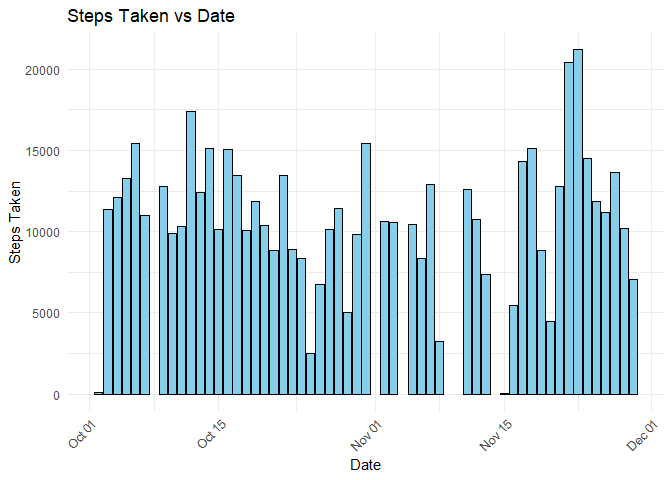 Steps Taken vs Date
Steps Taken
20000
15000
10000
5000
0
Oct 01
Oct 15
Nov 01
Nov 15
Dec 01
Date